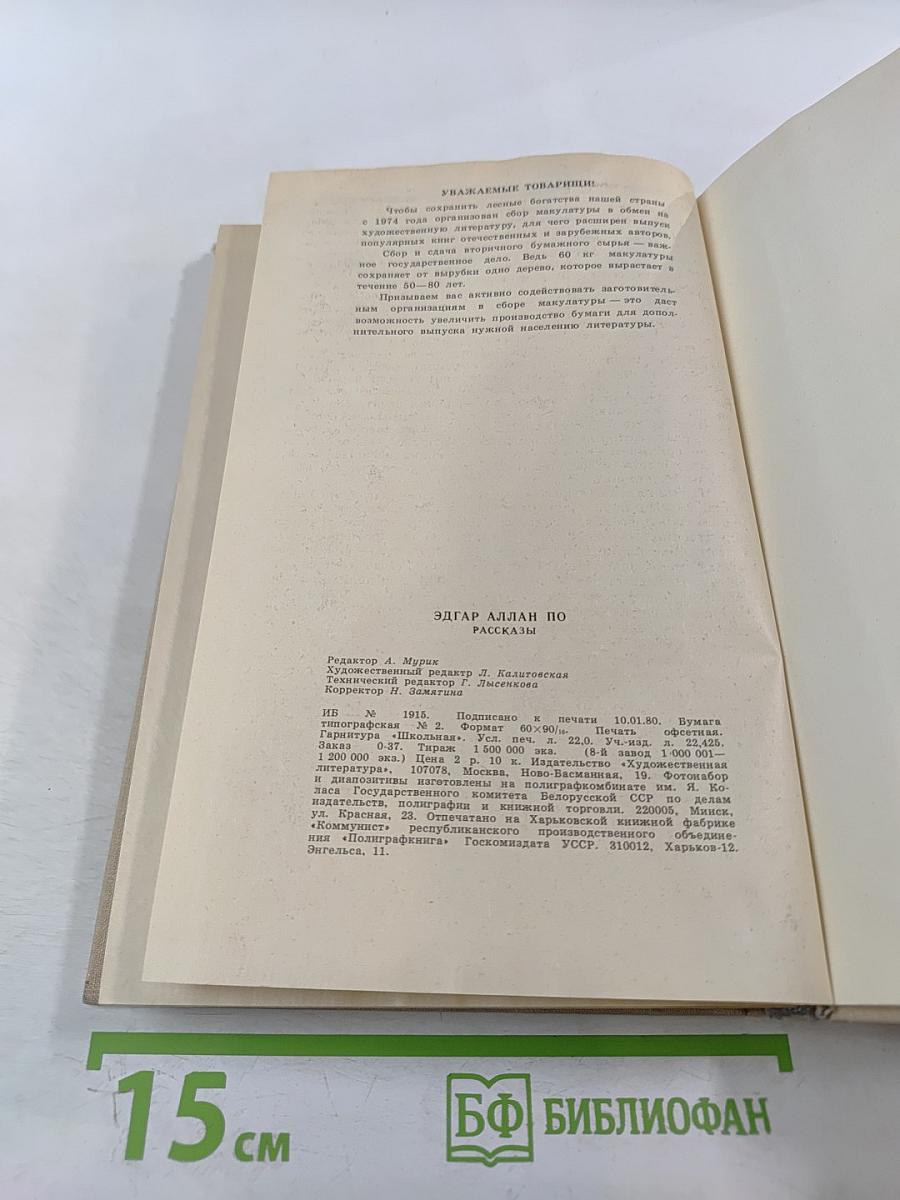 УВАЖАЕМЫЕ ТОВАРИЩИ!
Чтобы сохранить лесные богатства нашей страны
с 1974 года организован сбор макулатуры в обмен на
художественную литературу, для чего расширен выпуск
популярных книг отечественных и зарубежных авторов.
Сбор и сдача вторичного бумажного сырья — важ-
ное государственное дело. Ведь 60 кг макулатуры
сохраняет от вырубки одно дерево, которое вырастает в
течение 50—80 лет.
Призываем вас активно содействовать заготовитель-
ным организациям в сборе макулатуры — это даст
возможность увеличить производство бумаги для допол-
нительного выпуска нужной населению литературы.
ЭДГАР АЛЛАН ПО
РАССКАЗЫ
Редактор А. Мурик
Художественный редактр Л. Калитовская
Технический редактор Г. Лысенкова
Корректор Н. Замятина
ИБ № 1915. Подписано к печати 10.01.80. Бумага
типографская № 2. Формат 60×90/16. Печать офсетная.
Гарнитура «Школьная». Усл. печ. л. 22,0. Уч.-изд. л. 22,425.
Заказ 0-37. Тираж 1 500 000 экз. (8-й завод 1 000 001—
1 200 000 экз.) Цена 2 р. 10 к. Издательство «Художественная
литература», 107078, Москва, Ново-Басманная, 19. Фотонабор
и диапозитивы изготовлены на полиграфкомбинате им. Я. Ко-
ласа Государственного комитета Белорусской ССР по делам
издательств, полиграфии и книжной торговли. 220005, Минск,
ул. Красная, 23. Отпечатано на Харьковской книжной фабрике
«Коммунист» республиканского производственного объедине-
ния «Полиграфкнига» Госкомиздата УССР. 310012, Харьков-12.
Энгельса, 11.
15 см
БФ БИБЛИОФАН